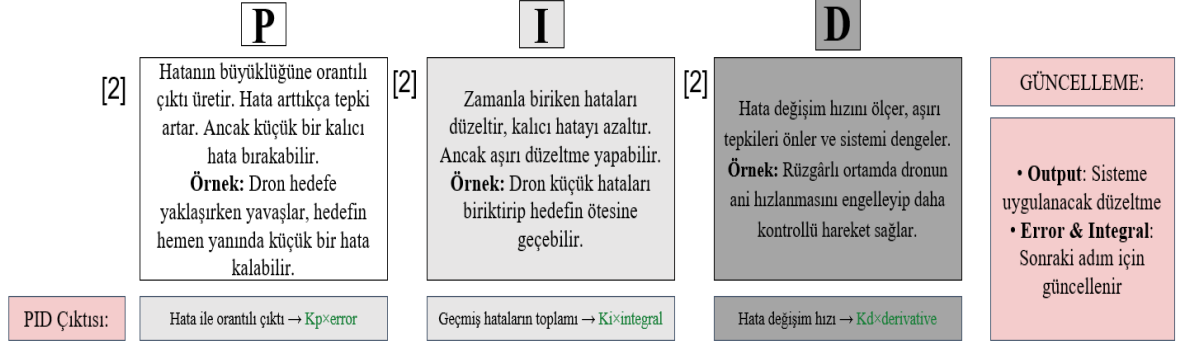 P
[2]
Hatanın büyüklüğüne orantılı
çıktı üretir. Hata arttıkça tepki
artar. Ancak küçük bir kalıcı
hata bırakabilir.
Örnek: Dron hedefe
yaklaşırken yavaşlar, hedefin
hemen yanında küçük bir hata
kalabilir.
I
[2]
Zamanla biriken hataları
düzeltir, kalıcı hatayı azaltır.
Ancak aşırı düzeltme yapabilir.
Örnek: Dron küçük hataları
biriktirip hedefin ötesine
geçebilir.
D
[2]
Hata değişim hızını ölçer, aşırı
tepkileri önler ve sistemi dengeler.
Örnek: Rüzgârlı ortamda dronun
ani hızlanmasını engelleyip daha
kontrollü hareket sağlar.
GÜNCELLEME:
• Output: Sisteme
uygulanacak düzeltme
• Error & Integral:
Sonraki adım için
güncellenir
PID Çıktısı:
Hata ile orantılı çıktı → Kp×error
Geçmiş hataların toplamı → Ki×integral
Hata değişim hızı → Kd×derivative